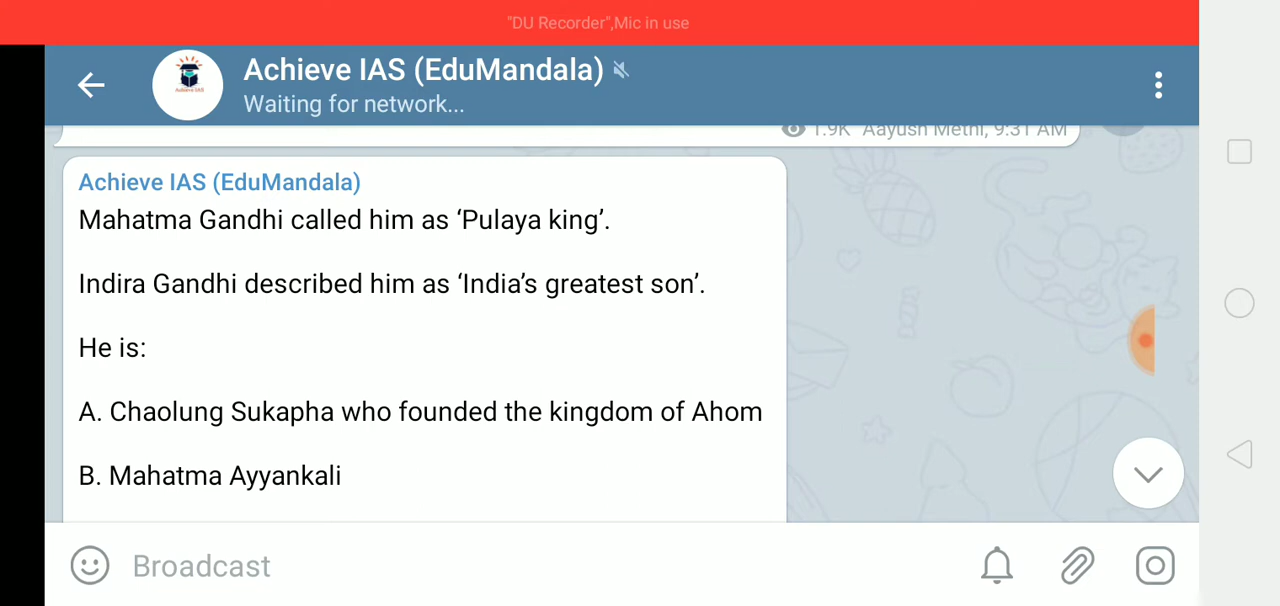 "DU Recorder",Mic in use
Achieve IAS (EduMandala)
Waiting for network...
1.9K Aayush Methi, 9:31 AM
Achieve IAS (EduMandala)
Mahatma Gandhi called him as ‘Pulaya king’.
Indira Gandhi described him as ‘India’s greatest son’.
He is:
A. Chaolung Sukapha who founded the kingdom of Ahom
B. Mahatma Ayyankali
Broadcast